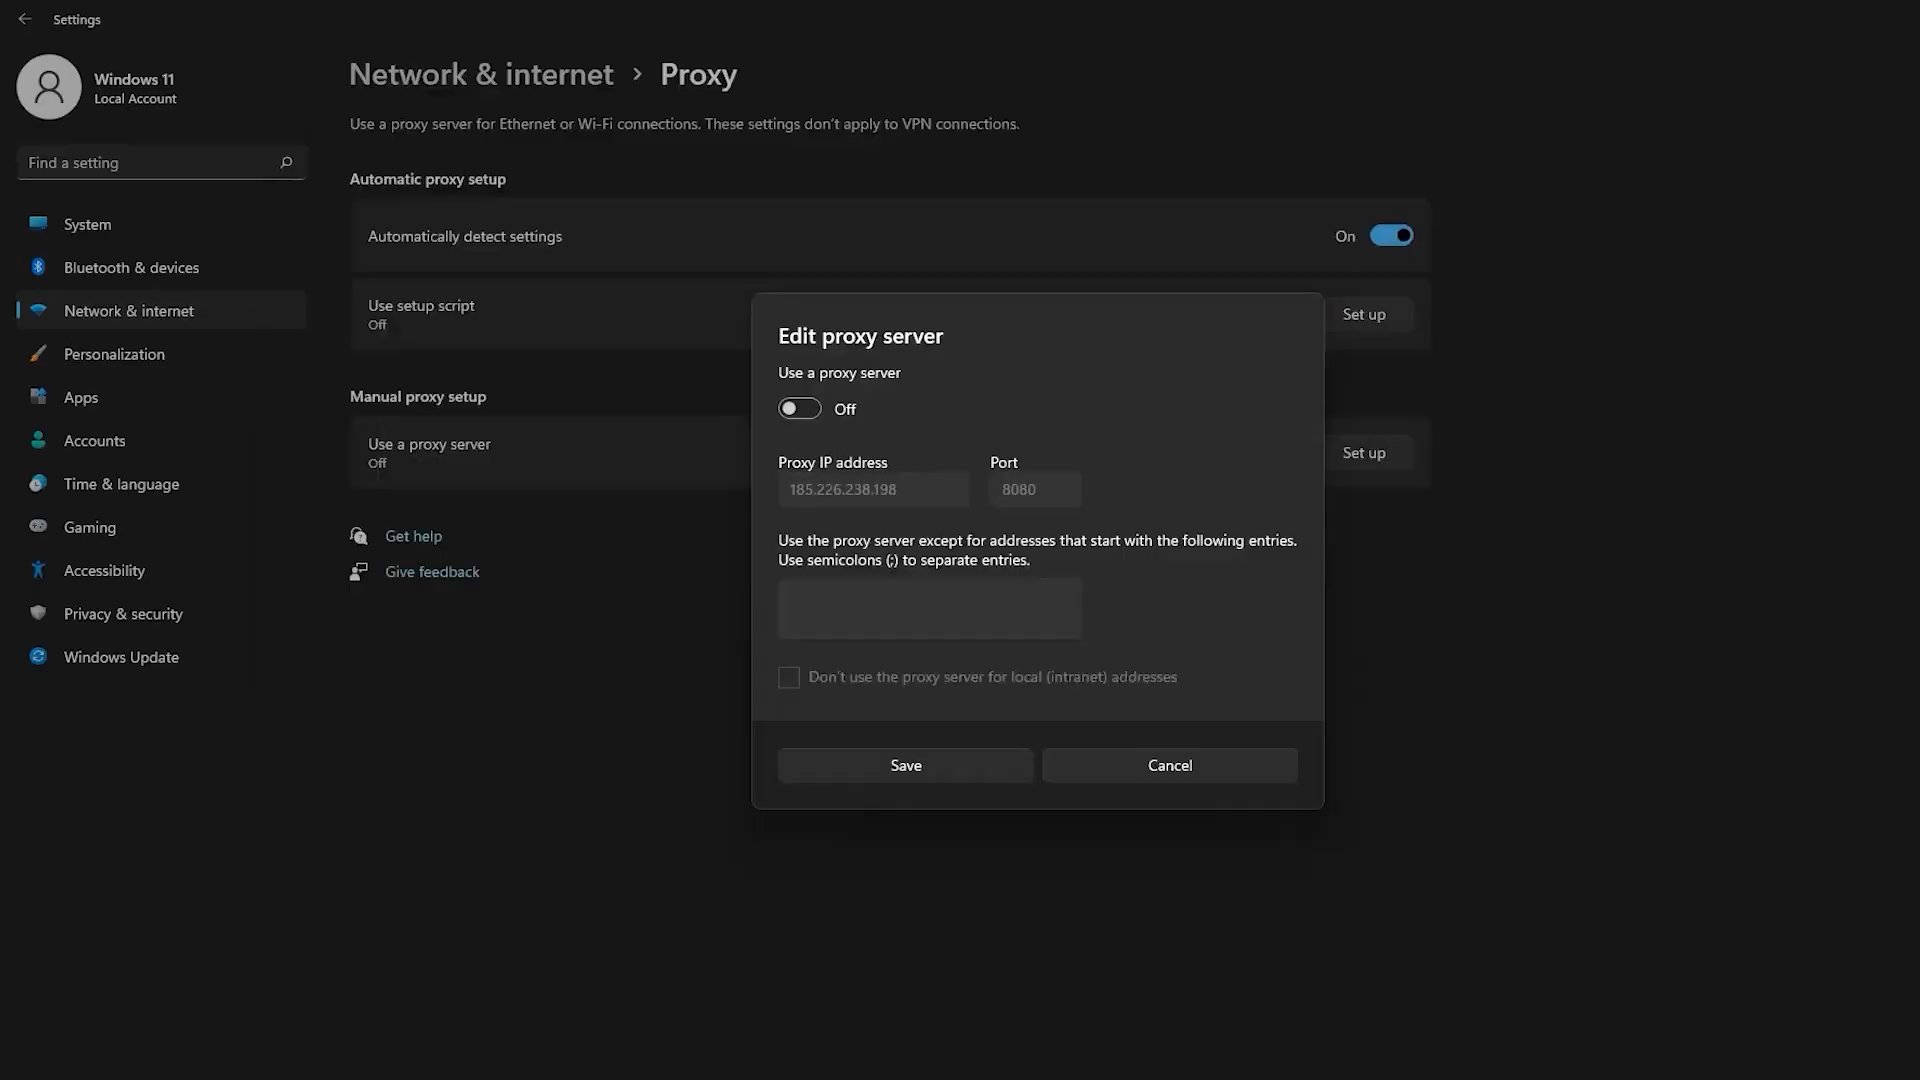 Settings
Windows 11
Local Account
Find a setting
System
Bluetooth & devices
Network & internet
Personalization
Apps
Accounts
Time & language
Gaming
Accessibility
Privacy & security
Windows Update
Network & internet › Proxy
Use a proxy server for Ethernet or Wi-Fi connections. These settings don't apply to VPN connections.
Automatic proxy setup
Automatically detect settings
On
Use setup script
Off
Set up
Manual proxy setup
Use a proxy server
Off
Set up
Get help
Give feedback
Edit proxy server
Use a proxy server
Off
Proxy IP address Port
185.226.238.198 8080
Use the proxy server except for addresses that start with the following entries.
Use semicolons (;) to separate entries.
Don't use the proxy server for local (intranet) addresses
Save Cancel